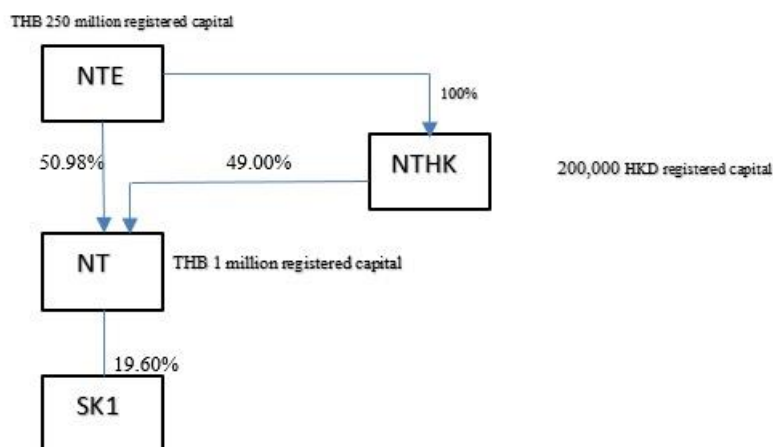 THB 250 million registered capital
NTE
100%
50.98%
49.00%
NTHK
200,000 HKD registered capital
NT
THB 1 million registered capital
19.60%
SK1